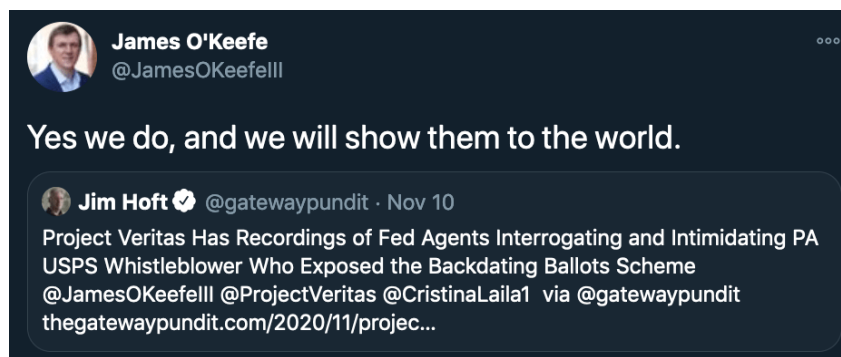 James O'Keefe
@JamesOKeefeIII
Yes we do, and we will show them to the world.
Jim Hoft @gatewaypundit · Nov 10
Project Veritas Has Recordings of Fed Agents Interrogating and Intimidating PA
USPS Whistleblower Who Exposed the Backdating Ballots Scheme
@JamesOKeefeIII @ProjectVeritas @CristinaLaila1 via @gatewaypundit
thegatewaypundit.com/2020/11/projec...